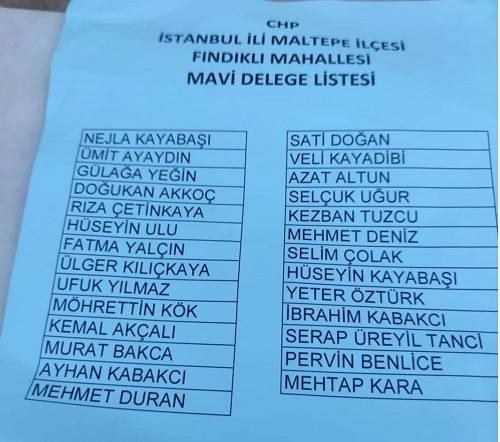 CHP
İSTANBUL İLİ MALTEPE İLÇESİ
FINDIKLI MAHALLESİ
MAVİ DELEGE LİSTESİ
NEJLA KAYABAŞI
ÜMİT AYAYDIN
GÜLAĞA YEĞİN
DOĞUKAN AKKOÇ
RIZA ÇETİNKAYA
HÜSEYİN ULU
FATMA YALÇIN
ÜLGER KILIÇKAYA
UFUK YILMAZ
MÖHRETTİN KÖK
KEMAL AKÇALI
MURAT BAKCA
AYHAN KABAKCI
MEHMET DURAN
SATİ DOĞAN
VELİ KAYADİBİ
AZAT ALTUN
SELÇUK UĞUR
KEZBAN TUZCU
MEHMET DENİZ
SELİM ÇOLAK
HÜSEYİN KAYABAŞI
YETER ÖZTÜRK
İBRAHİM KABAKCI
SERAP ÜREYİL TANCİ
PERVİN BENLİCE
MEHTAP KARA